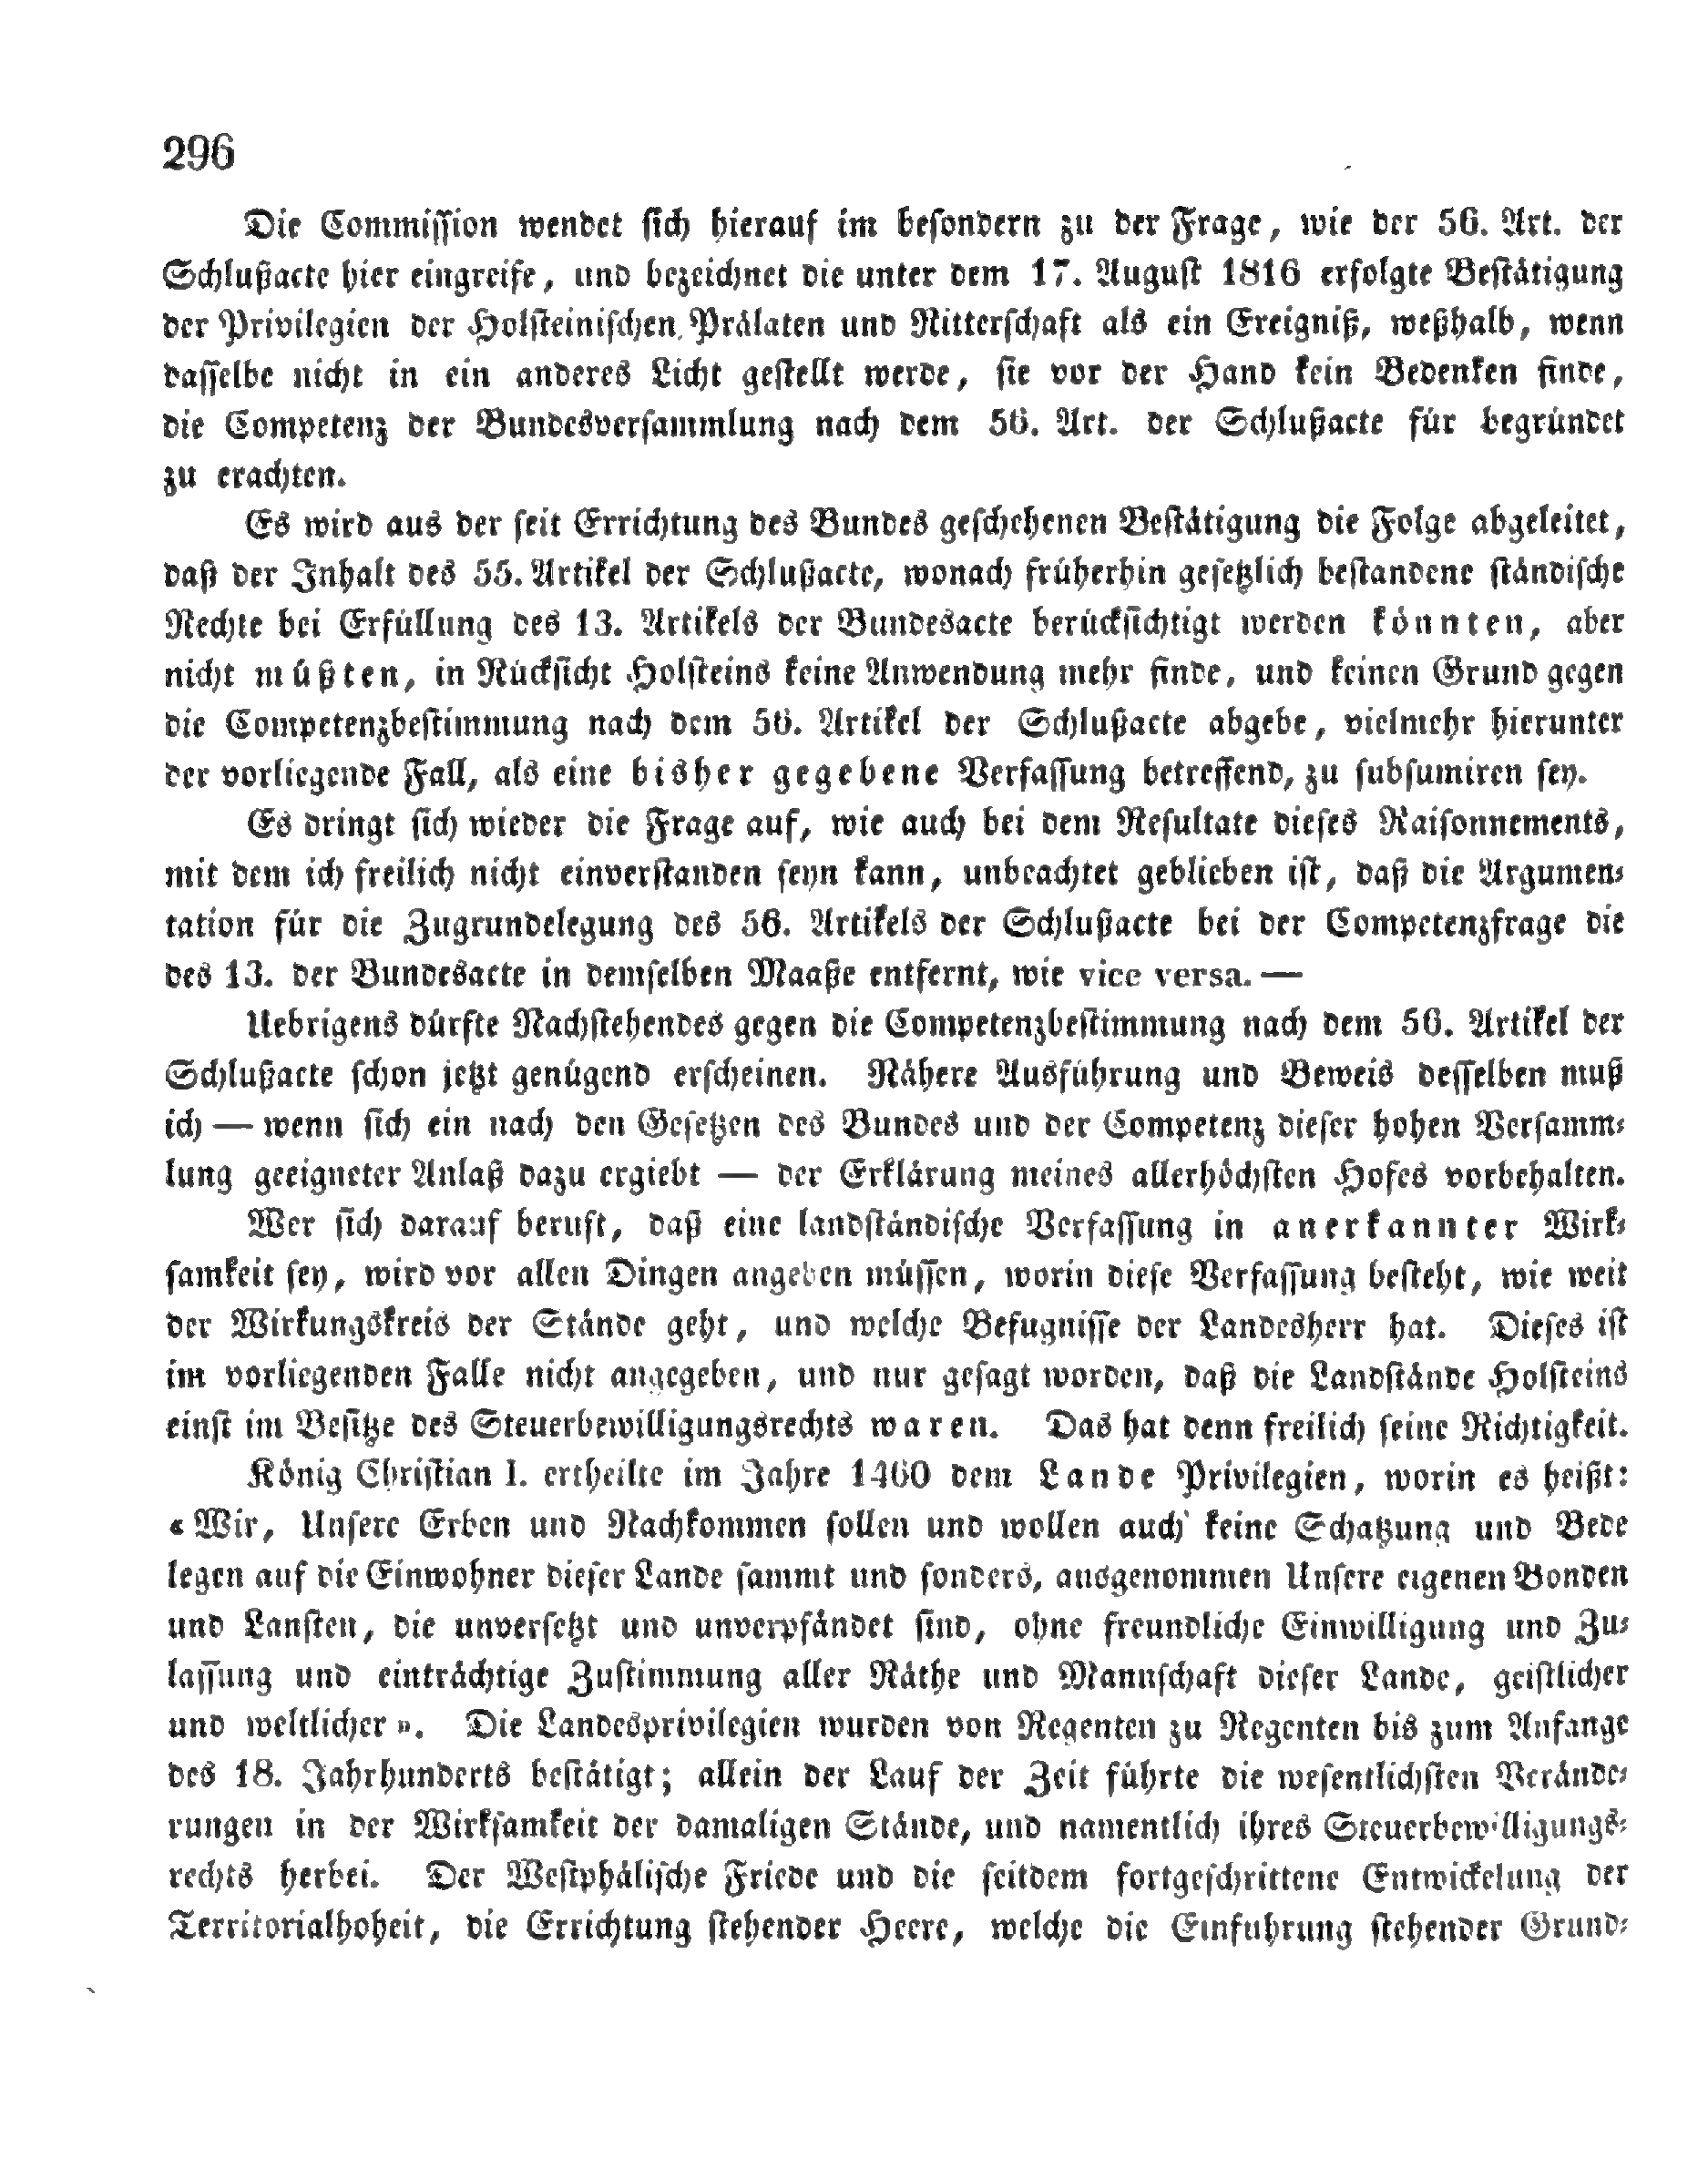 296
Die Commission wendet sich hierauf im besondern zu der Frage, wie der 56. Art. der
Schlußacte hier eingreife, und bezeichnet die unter dem 17. August 1816 erfolgte Bestätigung
der Privilegien der Holsteinischen Prälaten und Ritterschaft als ein Ereigniß, weßhalb, wenn
dasselbe nicht in ein anderes Licht gestellt werde, sie vor der Hand kein Bedenken finde,
die Competenz der Bundesversammlung nach dem 56. Art. der Schlußacte für begründet
zu erachten.
Es wird aus der seit Errichtung des Bundes geschehenen Bestätigung die Folge abgeleitet,
daß der Inhalt des 55. Artikel der Schlußacte, wonach früherhin gesetzlich bestandene ständische
Rechte bei Erfüllung des 13. Artikels der Bundesacte berücksichtigt werden könnten, aber
nicht müßten, in Rücksicht Holsteins keine Anwendung mehr finde, und keinen Grund gegen
die Competenzbestimmung nach dem 56. Artikel der Schlußacte abgebe, vielmehr hierunter
der vorliegende Fall, als eine bisher gegebene Verfassung betreffend, zu subsumiren sey.
Es dringt sich wieder die Frage auf, wie auch bei dem Resultate dieses Raisonnements,
mit dem ich freilich nicht einverstanden seyn kann, unbeachtet geblieben ist, daß die Argumen-
tation für die Zugrundelegung des 56. Artikels der Schlußacte bei der Competenzfrage die
des 13. der Bundesacte in demselben Maaße entfernt, wie vice versa. —
Uebrigens dürfte Nachstehendes gegen die Competenzbestimmung nach dem 56. Artikel der
Schlußacte schon jetzt genügend erscheinen. Nähere Ausführung und Beweis desselben muß
ich — wenn sich ein nach den Gesetzen des Bundes und der Competenz dieser hohen Versamm-
lung geeigneter Anlaß dazu ergiebt — der Erklärung meines allerhöchsten Hofes vorbehalten.
Wer sich darauf beruft, daß eine landständische Verfassung in anerkannter Wirk-
samkeit sey, wird vor allen Dingen angeben müssen, worin diese Verfassung besteht, wie weit
der Wirkungskreis der Stände geht, und welche Befugnisse der Landesherr hat. Dieses ist
im vorliegenden Falle nicht angegeben, und nur gesagt worden, daß die Landstände Holsteins
einst im Besitze des Steuerbewilligungsrechts waren. Das hat denn freilich seine Richtigkeit.
König Christian I. ertheilte im Jahre 1460 dem Lande Privilegien, worin es heißt:
«Wir, Unsere Erben und Nachkommen sollen und wollen auch keine Schatzung und Bede
legen auf die Einwohner dieser Lande sammt und sonders, ausgenommen Unsere eigenen Bonden
und Lansten, die unversetzt und unverpfändet sind, ohne freundliche Einwilligung und Zu-
lassung und einträchtige Zustimmung aller Räthe und Mannschaft dieser Lande, geistlicher
und weltlicher». Die Landesprivilegien wurden von Regenten zu Regenten bis zum Anfange
des 18. Jahrhunderts bestätigt; allein der Lauf der Zeit führte die wesentlichsten Verände-
rungen in der Wirksamkeit der damaligen Stände, und namentlich ihres Steuerbewilligungs-
rechts herbei. Der Westphälische Friede und die seitdem fortgeschrittene Entwickelung der
Territorialhoheit, die Errichtung stehender Heere, welche die Einfuhrung stehender Grund-